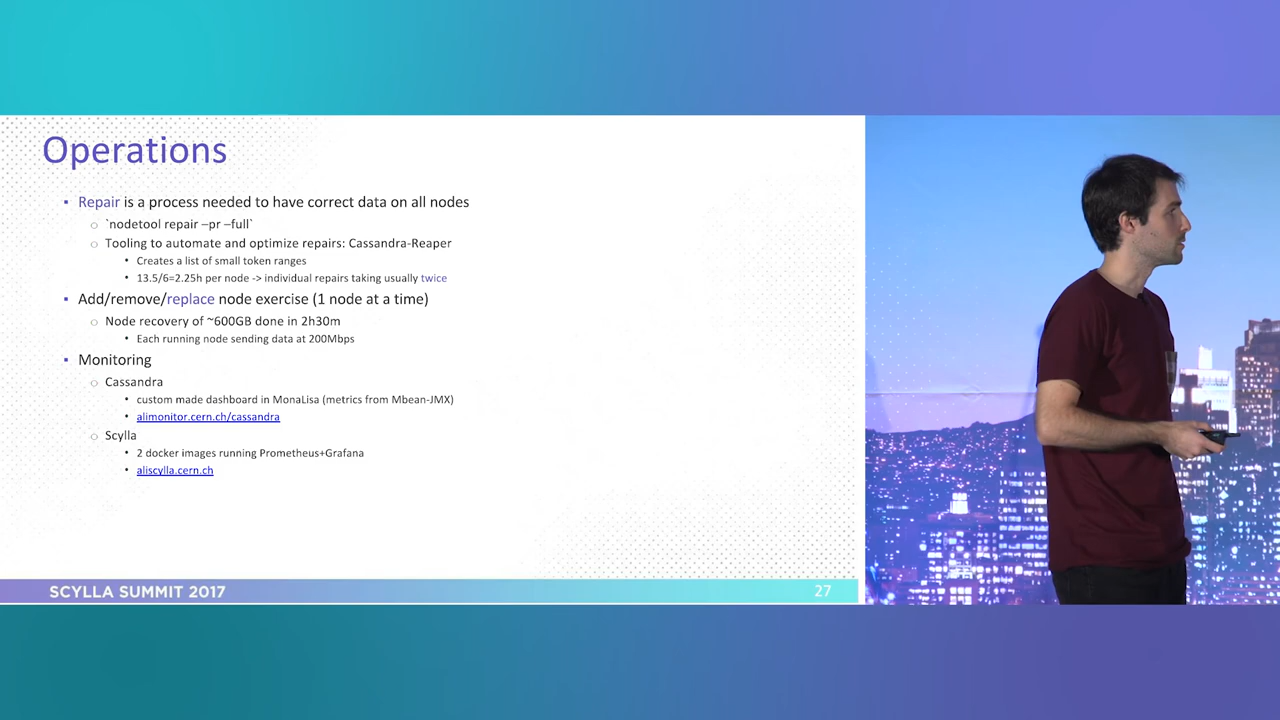 Operations
Repair is a process needed to have correct data on all nodes
`nodetool repair –pr –full`
Tooling to automate and optimize repairs: Cassandra-Reaper
Creates a list of small token ranges
13.5/6=2.25h per node -> individual repairs taking usually twice
Add/remove/replace node exercise (1 node at a time)
Node recovery of ~600GB done in 2h30m
Each running node sending data at 200Mbps
Monitoring
Cassandra
custom made dashboard in MonaLisa (metrics from Mbean-JMX)
alimonitor.cern.ch/cassandra
Scylla
2 docker images running Prometheus+Grafana
aliscylla.cern.ch
SCYLLA SUMMIT 2017
27